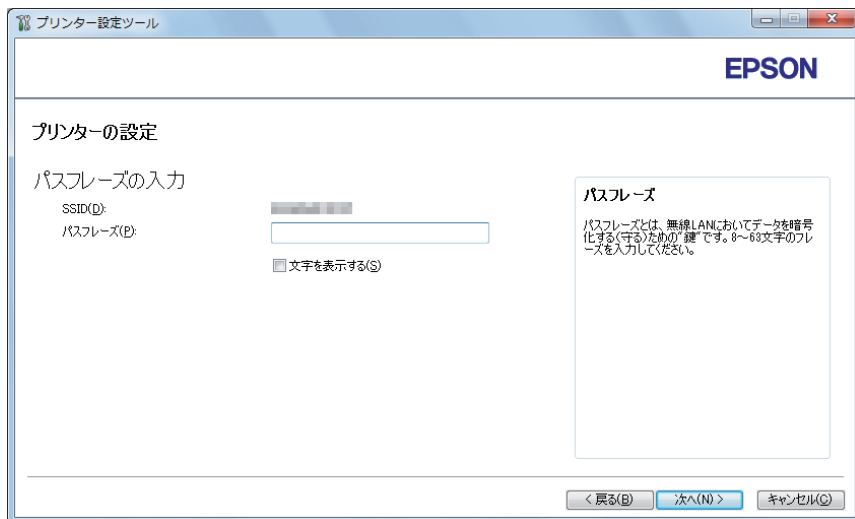 プリンター設定ツール
EPSON
プリンターの設定
パスフレーズの入力
SSID(D):
パスフレーズ(P):
文字を表示する(S)
パスフレーズ
パスフレーズとは、無線LANにおいてデータを暗号
化する(守る)ための"鍵"です。8～63文字のフレ
ーズを入力してください。
< 戻る(B)
次へ(N) >
キャンセル(C)